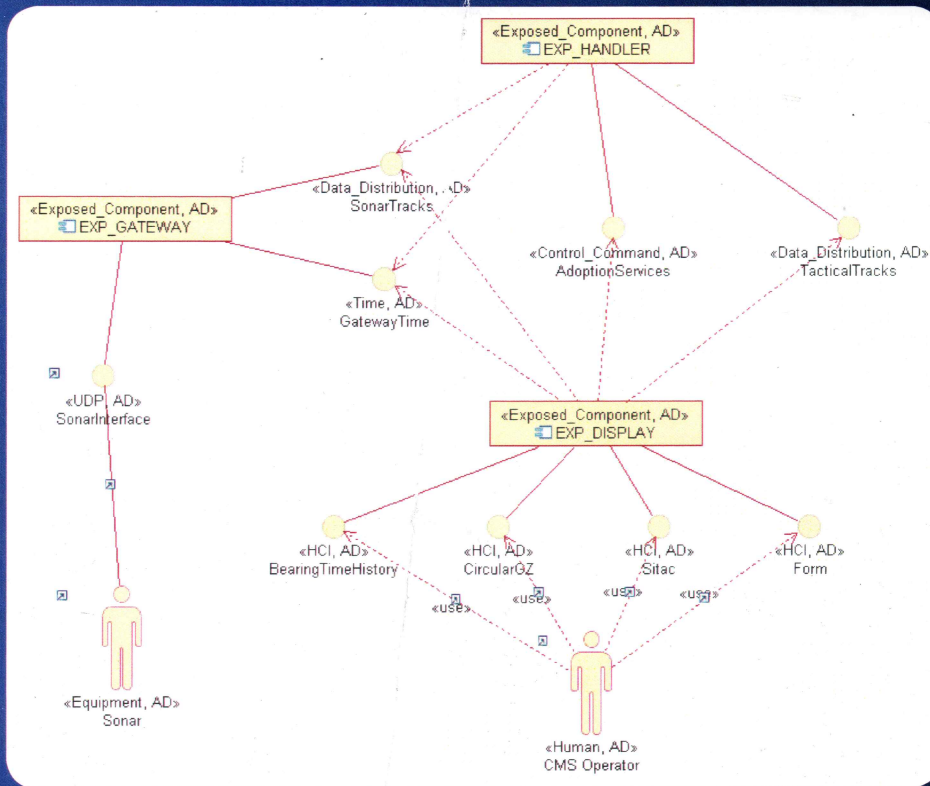 «Exposed_Component, AD»
EXP_HANDLER
«Data_Distribution, AD»
SonarTracks
«Exposed_Component, AD»
EXP_GATEWAY
«Control_Command, AD»
AdoptionServices
«Data_Distribution, AD»
TacticalTracks
«Time, AD»
GatewayTime
«UDP, AD»
SonarInterface
«Exposed_Component, AD»
EXP_DISPLAY
«HCI, AD»
BearingTimeHistory
«HCI, AD»
CircularGZ
«HCI, AD»
Sitac
«HCI, AD»
Form
«use»
«use»
«use»
«use»
«Equipment, AD»
Sonar
«Human, AD»
CMS Operator